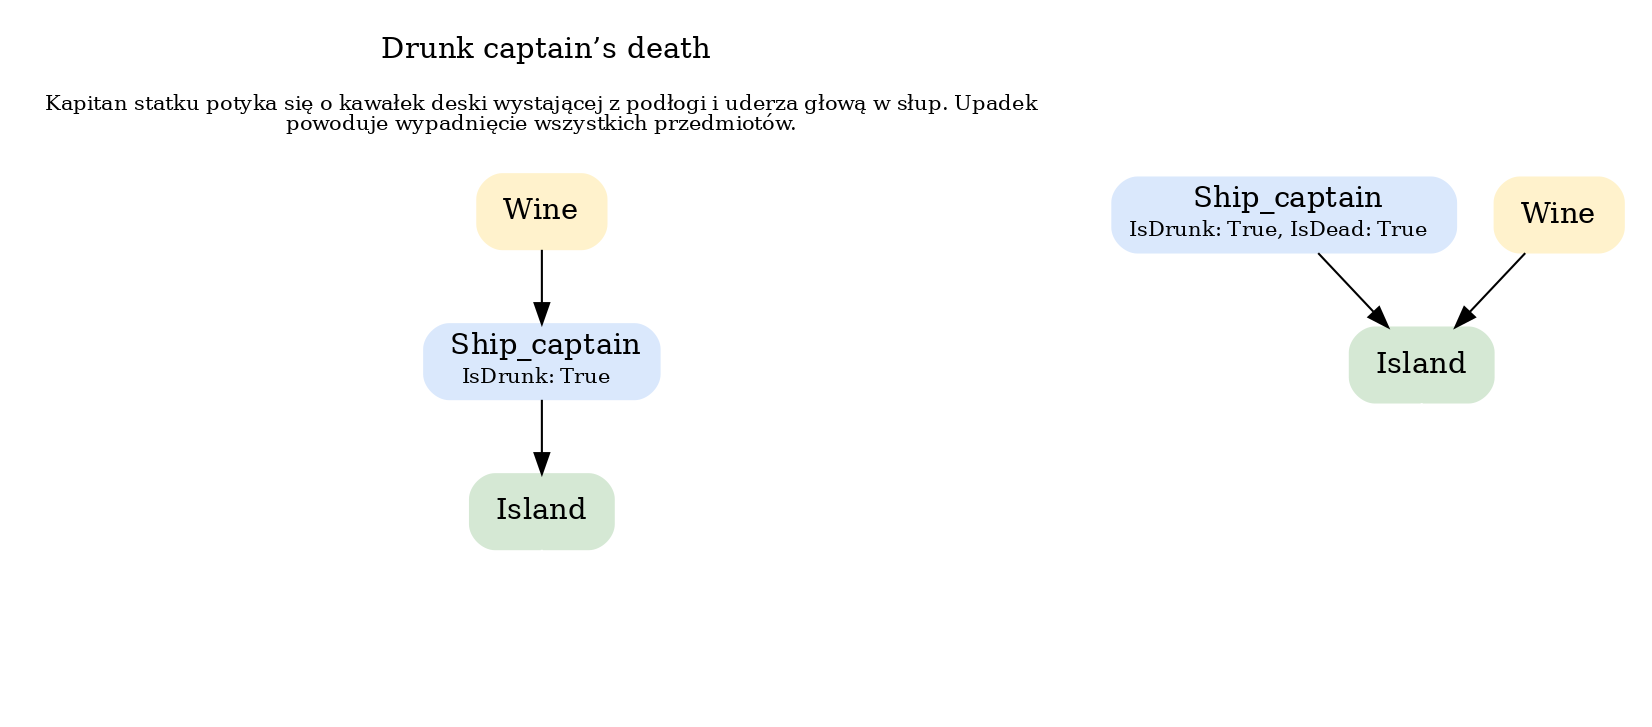 Drunk captain’s death
Kapitan statku potyka się o kawałek deski wystającej z podłogi i uderza głową w słup. Upadek
powoduje wypadnięcie wszystkich przedmiotów.
Wine
Ship_captain
IsDrunk: True
Island
Ship_captain
IsDrunk: True, IsDead: True
Wine
Island